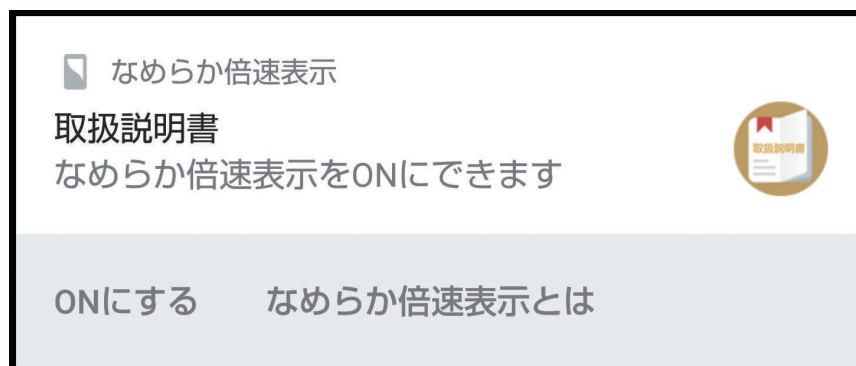 なめらか倍速表示
取扱説明書
なめらか倍速表示をONにできます
取扱説明書
ONにする
なめらか倍速表示とは